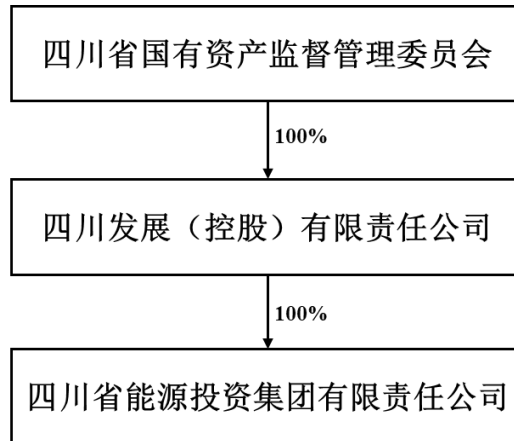 四川省国有资产监督管理委员会
100%
四川发展（控股）有限责任公司
100%
四川省能源投资集团有限责任公司